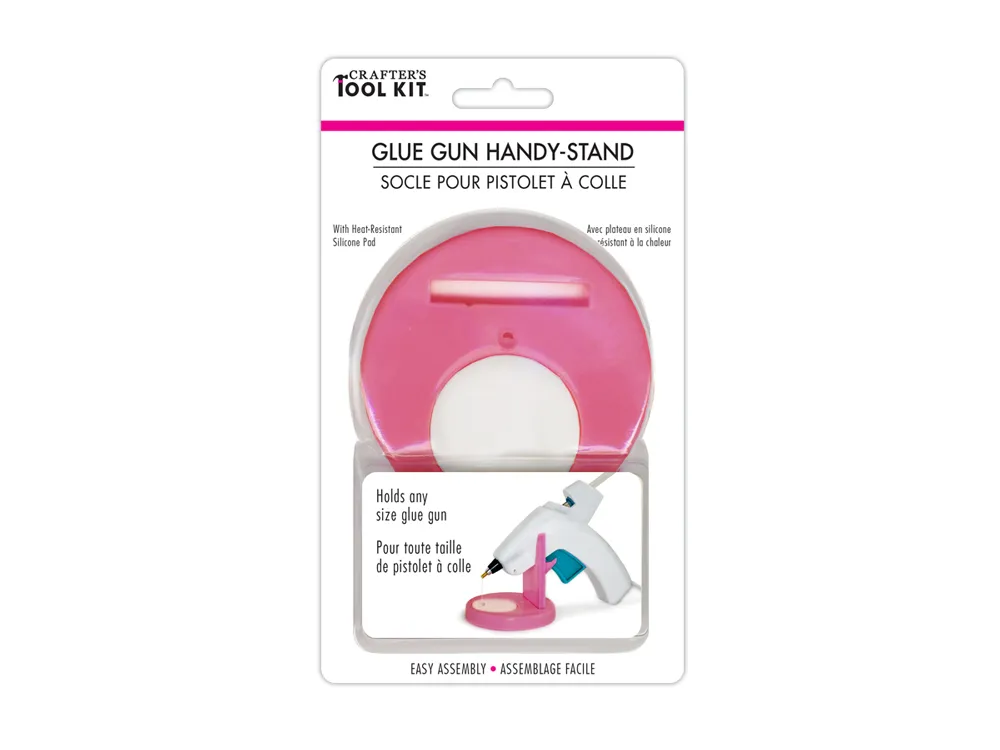 CRAFTER'S
TOOL KIT™
GLUE GUN HANDY-STAND
SOCLE POUR PISTOLET À COLLE
With Heat-Resistant
Silicone Pad
Avec plateau en silicone
résistant à la chaleur
Holds any
size glue gun
Pour toute taille
de pistolet à colle
EASY ASSEMBLY • ASSEMBLAGE FACILE